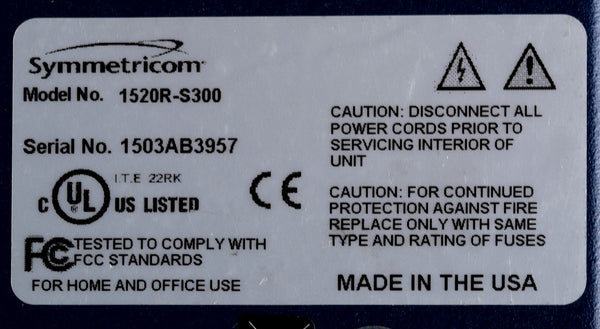 Symmetricom
Model No. 1520R-S300
Serial No. 1503AB3957
I.T.E 22RK
C UL US LISTED
CE
FC TESTED TO COMPLY WITH
FCC STANDARDS
FOR HOME AND OFFICE USE
CAUTION: DISCONNECT ALL
POWER CORDS PRIOR TO
SERVICING INTERIOR OF
UNIT
CAUTION: FOR CONTINUED
PROTECTION AGAINST FIRE
REPLACE ONLY WITH SAME
TYPE AND RATING OF FUSES
MADE IN THE USA